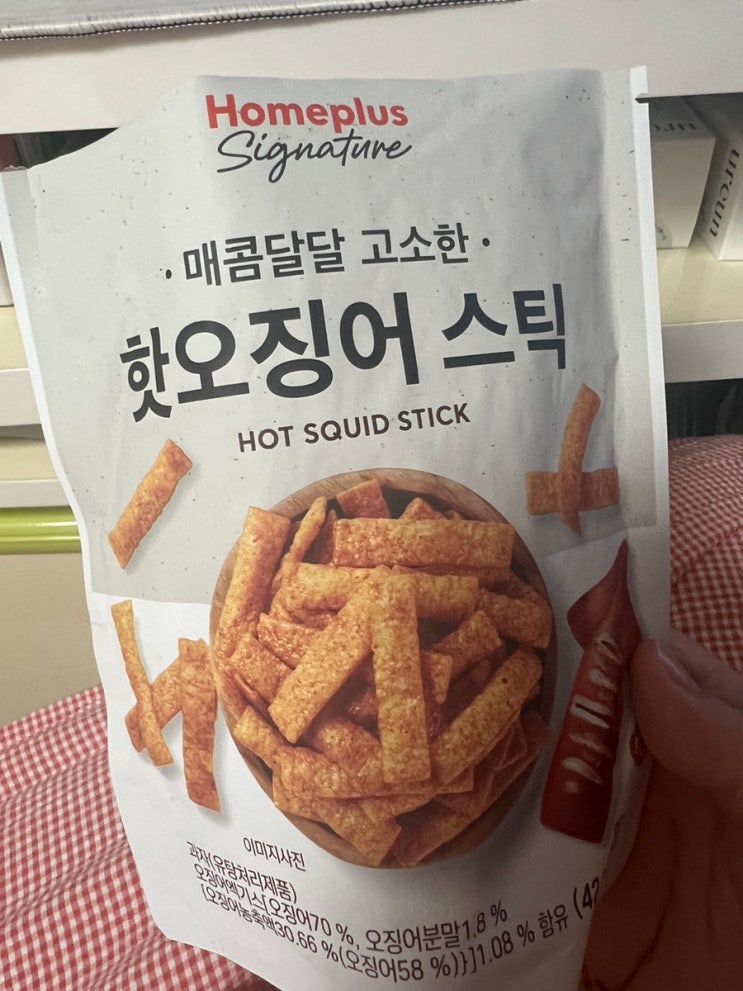 Homeplus
Signature
· 매콤달달 고소한 ·
핫오징어 스틱
HOT SQUID STICK
이미지사진
과자(유탕처리제품)
오징어엑기스[오징어70 %, 오징어분말1.8 %
{오징어농축액30.66 %(오징어58 %)}]1.08 % 함유 (42